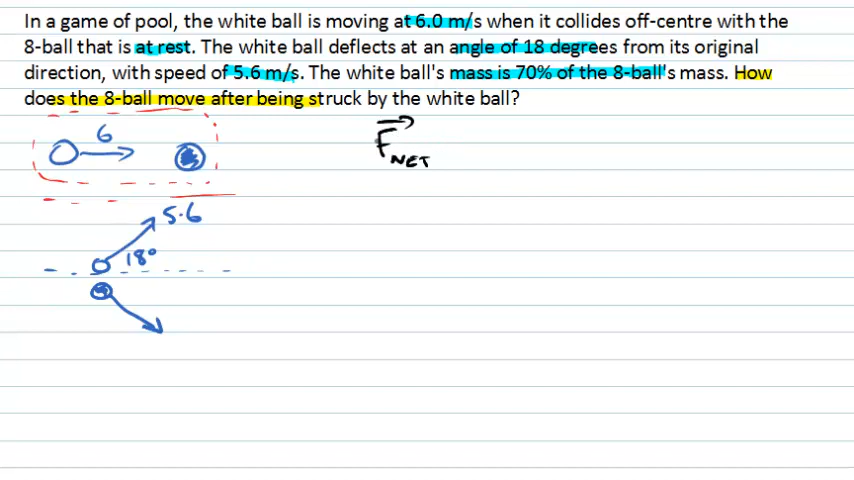 In a game of pool, the white ball is moving at 6.0 m/s when it collides off-centre with the
8-ball that is at rest. The white ball deflects at an angle of 18 degrees from its original
direction, with speed of 5.6 m/s. The white ball's mass is 70% of the 8-ball's mass. How
does the 8-ball move after being struck by the white ball?
6
F NET
5.6
18°